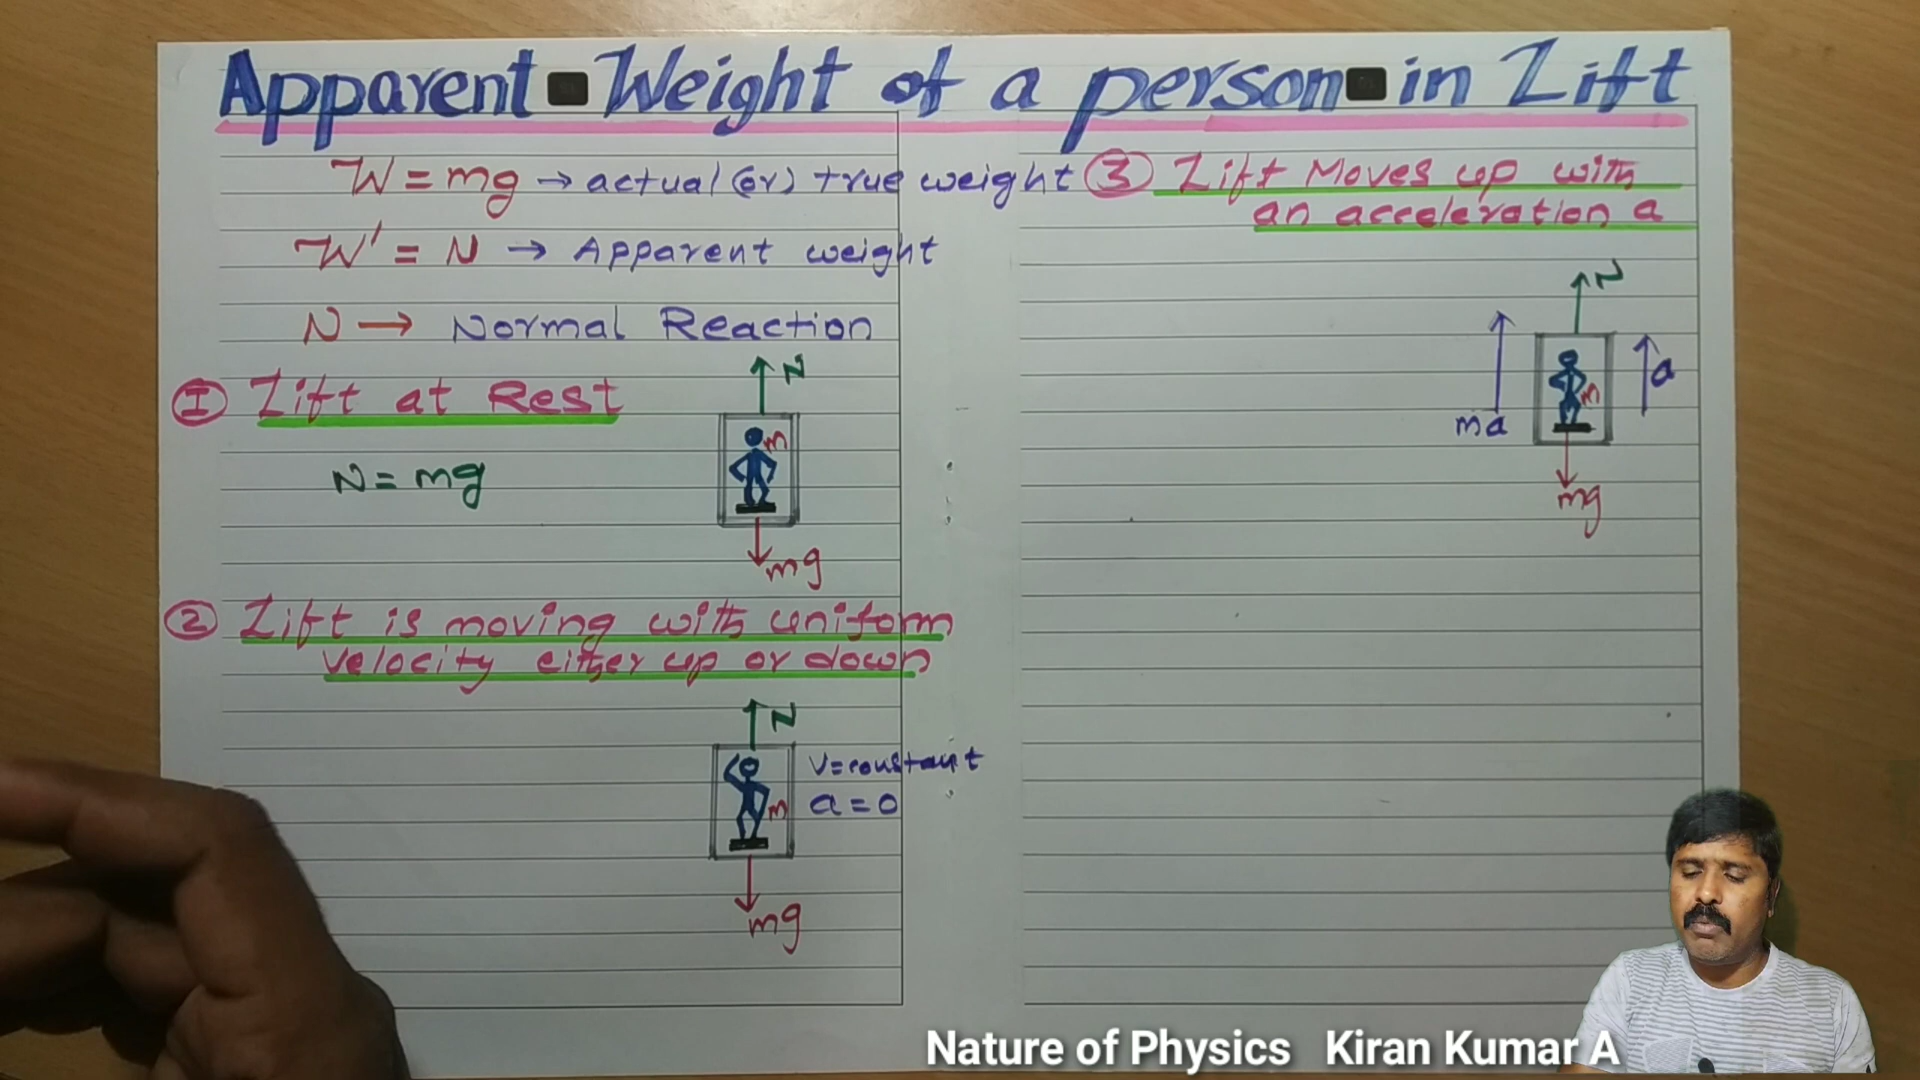 Apparent Weight of a person in Lift
W = mg → actual (or) true weight
W' = N → Apparent weight
N → Normal Reaction
① Lift at Rest
N = mg
N
m
mg
② Lift is moving with uniform
velocity either up or down
N
v=constant
a = 0
m
mg
③ Lift Moves up with
an acceleration a
N
a
m
ma
mg
Nature of Physics Kiran Kumar A